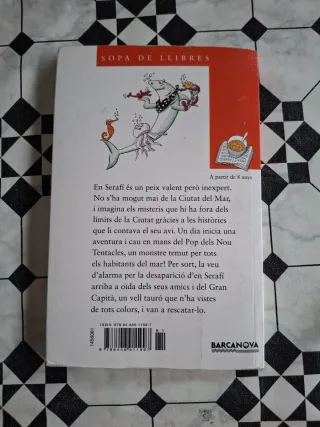 SOPA DE LLIBRES
A partir de 8 anys
En Serafí és un peix valent però inexpert.
No s'ha mogut mai de la Ciutat del Mar,
i imagina els misteris que hi ha fora dels
límits de la Ciutat gràcies a les històries
que li contava el seu avi. Un dia inicia una
aventura i cau en mans del Pop dels Nou
Tentacles, un monstre temut per tots
els habitants del mar! Per sort, la veu
d'alarma per la desaparició d'en Serafí
arriba a oïda dels seus amics i del Gran
Capità, un vell tauró que n'ha vistes
de tots colors, i van a rescatar-lo.
BARCANOVA